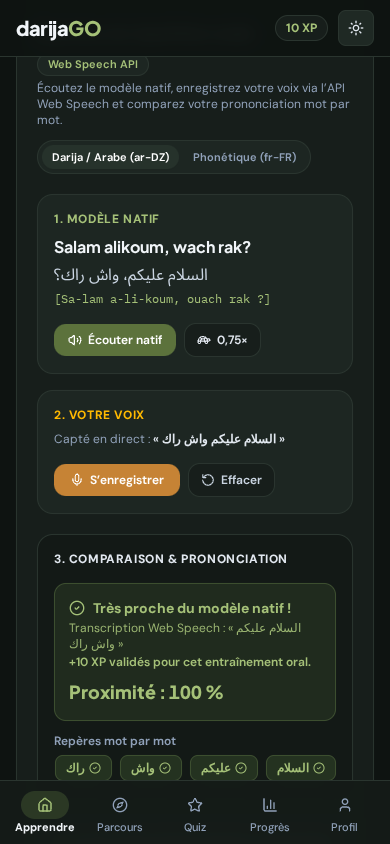 darijaGO
10 XP
Web Speech API
Écoutez le modèle natif, enregistrez votre voix via l’API
Web Speech et comparez votre prononciation mot par
mot.
Darija / Arabe (ar-DZ)
Phonétique (fr-FR)
1. MODÈLE NATIF
Salam alikoum, wach rak?
السلام عليكم، واش راك؟
[Sa-lam a-li-koum, ouach rak ?]
Écouter natif
0,75×
2. VOTRE VOIX
Capté en direct : « السلام عليكم واش راك »
S’enregistrer
Effacer
3. COMPARAISON & PRONONCIATION
Très proche du modèle natif !
Transcription Web Speech : « السلام عليكم
واش راك »
+10 XP validés pour cet entraînement oral.
Proximité : 100 %
Repères mot par mot
السلام
عليكم
واش
راك
Apprendre
Parcours
Quiz
Progrès
Profil